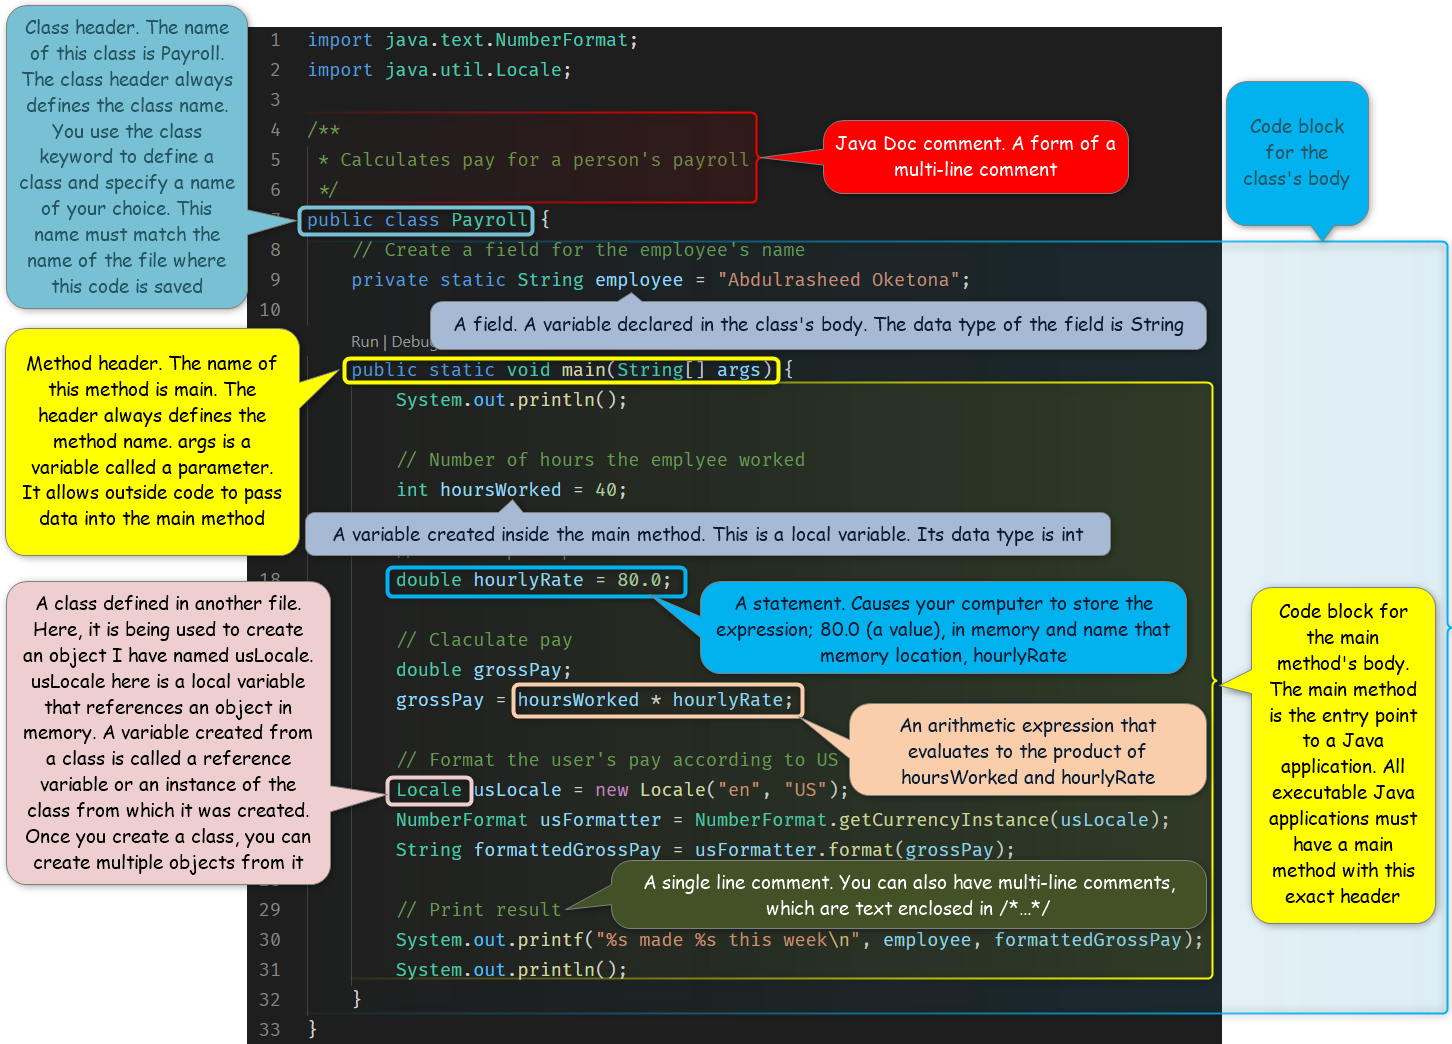 Class header. The name
of this class is Payroll.
The class header always
defines the class name.
You use the class
keyword to define a
class and specify a name
of your choice. This
name must match the
name of the file where
this code is saved
1 import java.text.NumberFormat;
2 import java.util.Locale;
3
4 /**
5 * Calculates pay for a person's payroll
6 */
Java Doc comment. A form of a
multi-line comment
Code block
for the
class's body
public class Payroll {
8 // Create a field for the employee's name
9 private static String employee = "Abdulrasheed Oketona";
10
A field. A variable declared in the class's body. The data type of the field is String
Run | Debug
Method header. The name of
this method is main. The
header always defines the
method name. args is a
variable called a parameter.
It allows outside code to pass
data into the main method
public static void main(String[] args) {
System.out.println();
// Number of hours the emplyee worked
int hoursWorked = 40;
A variable created inside the main method. This is a local variable. Its data type is int
18 double hourlyRate = 80.0;
A statement. Causes your computer to store the
expression; 80.0 (a value), in memory and name that
memory location, hourlyRate
A class defined in another file.
Here, it is being used to create
an object I have named usLocale.
usLocale here is a local variable
that references an object in
memory. A variable created from
a class is called a reference
variable or an instance of the
class from which it was created.
Once you create a class, you can
create multiple objects from it
// Claculate pay
double grossPay;
grossPay = hoursWorked * hourlyRate;
An arithmetic expression that
evaluates to the product of
hoursWorked and hourlyRate
Code block for
the main
method's body.
The main method
is the entry point
to a Java
application. All
executable Java
applications must
have a main
method with this
exact header
// Format the user's pay according to US
Locale usLocale = new Locale("en", "US");
NumberFormat usFormatter = NumberFormat.getCurrencyInstance(usLocale);
String formattedGrossPay = usFormatter.format(grossPay);
A single line comment. You can also have multi-line comments,
which are text enclosed in /*...*/
29 // Print result
30 System.out.printf("%s made %s this week\n", employee, formattedGrossPay);
31 System.out.println();
32 }
33 }